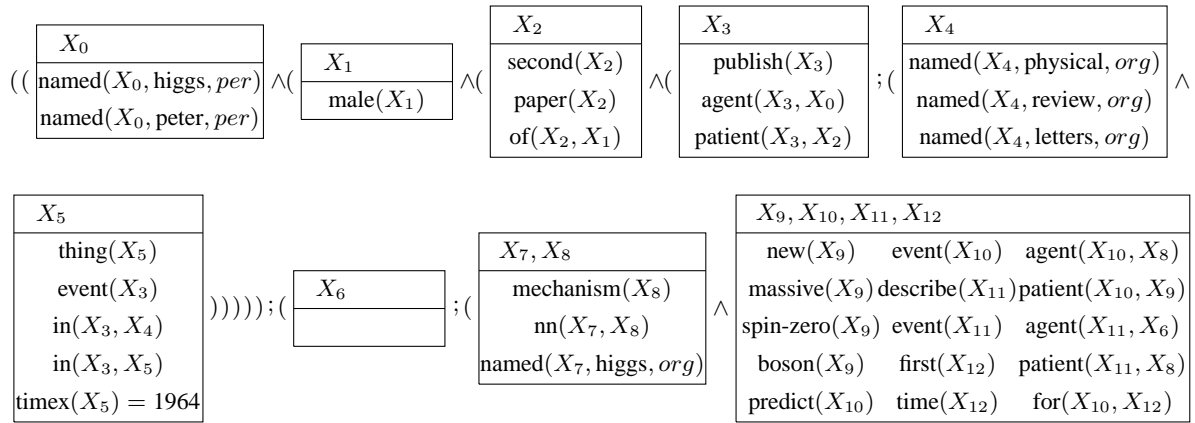 X₀
named(X₀, higgs, per)
named(X₀, peter, per)
X₁
male(X₁)
X₂
second(X₂)
paper(X₂)
of(X₂, X₁)
X₃
publish(X₃)
agent(X₃, X₀)
patient(X₃, X₂)
X₄
named(X₄, physical, org)
named(X₄, review, org)
named(X₄, letters, org)
(( ∧( ∧( ∧( ;( ∧
X₅
thing(X₅)
event(X₃)
in(X₃, X₄)
in(X₃, X₅)
timex(X₅) = 1964
))))) ;(
X₆
;(
X₇, X₈
mechanism(X₈)
nn(X₇, X₈)
named(X₇, higgs, org)
∧
X₉, X₁₀, X₁₁, X₁₂
new(X₉) event(X₁₀) agent(X₁₀, X₈)
massive(X₉) describe(X₁₁) patient(X₁₀, X₉)
spin-zero(X₉) event(X₁₁) agent(X₁₁, X₆)
boson(X₉) first(X₁₂) patient(X₁₁, X₈)
predict(X₁₀) time(X₁₂) for(X₁₀, X₁₂)